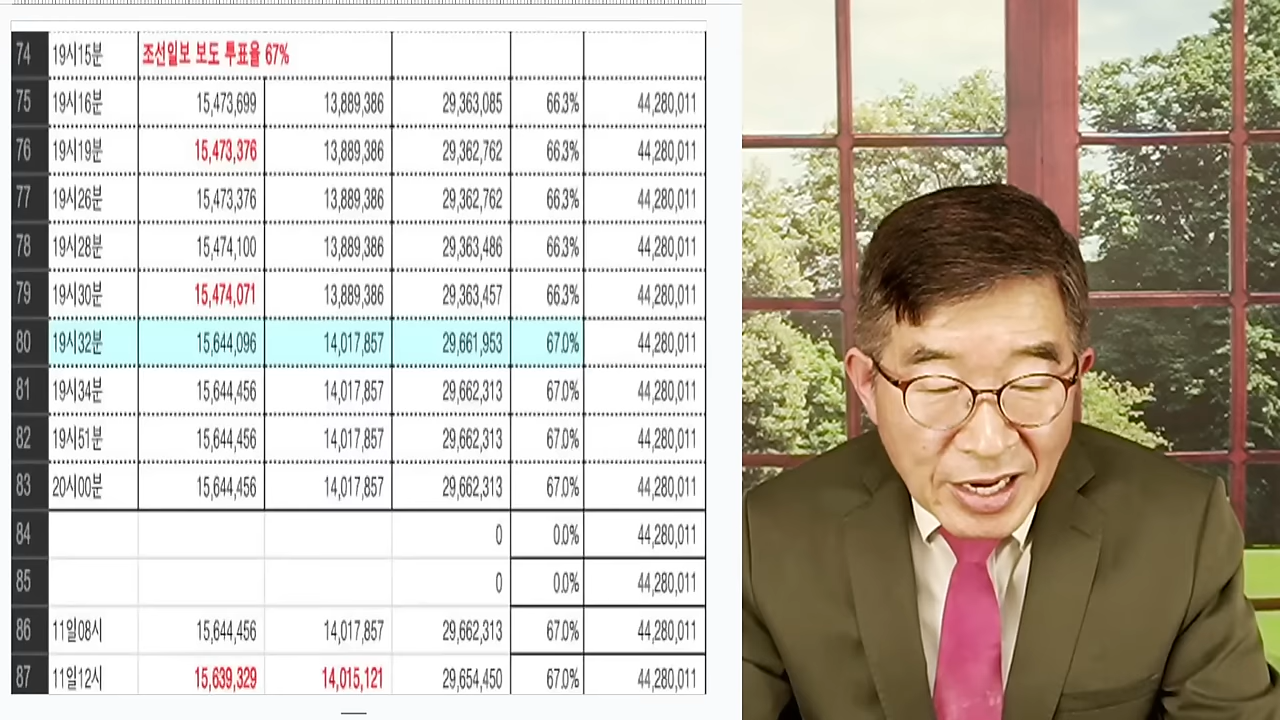 74 19시15분 조선일보 보도 투표율 67%
75 19시16분 15,473,699 13,889,386 29,363,085 66.3% 44,280,011
76 19시19분 15,473,376 13,889,386 29,362,762 66.3% 44,280,011
77 19시26분 15,473,376 13,889,386 29,362,762 66.3% 44,280,011
78 19시28분 15,474,100 13,889,386 29,363,486 66.3% 44,280,011
79 19시30분 15,474,071 13,889,386 29,363,457 66.3% 44,280,011
80 19시32분 15,644,096 14,017,857 29,661,953 67.0% 44,280,011
81 19시34분 15,644,456 14,017,857 29,662,313 67.0% 44,280,011
82 19시51분 15,644,456 14,017,857 29,662,313 67.0% 44,280,011
83 20시00분 15,644,456 14,017,857 29,662,313 67.0% 44,280,011
84 0 0.0% 44,280,011
85 0 0.0% 44,280,011
86 11일08시 15,644,456 14,017,857 29,662,313 67.0% 44,280,011
87 11일12시 15,639,329 14,015,121 29,654,450 67.0% 44,280,011